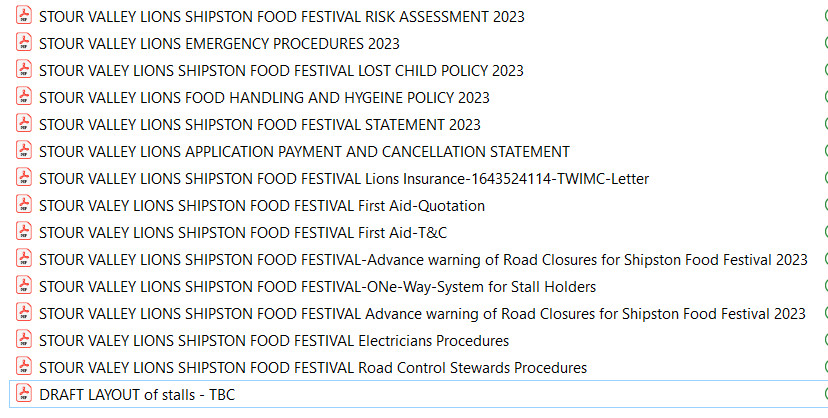 STOUR VALLEY LIONS SHIPSTON FOOD FESTIVAL RISK ASSESSMENT 2023
STOUR VALLEY LIONS EMERGENCY PROCEDURES 2023
STOUR VALEY LIONS SHIPSTON FOOD FESTIVAL LOST CHILD POLICY 2023
STOUR VALLEY LIONS FOOD HANDLING AND HYGEINE POLICY 2023
STOUR VALLEY LIONS SHIPSTON FOOD FESTIVAL STATEMENT 2023
STOUR VALLEY LIONS APPLICATION PAYMENT AND CANCELLATION STATEMENT
STOUR VALLEY LIONS SHIPSTON FOOD FESTIVAL Lions Insurance-1643524114-TWIMC-Letter
STOUR VALEY LIONS SHIPSTON FOOD FESTIVAL First Aid-Quotation
STOUR VALEY LIONS SHIPSTON FOOD FESTIVAL First Aid-T&C
STOUR VALLEY LIONS SHIPSTON FOOD FESTIVAL-Advance warning of Road Closures for Shipston Food Festival 2023
STOUR VALLEY LIONS SHIPSTON FOOD FESTIVAL-ONe-Way-System for Stall Holders
STOUR VALEY LIONS SHIPSTON FOOD FESTIVAL Advance warning of Road Closures for Shipston Food Festival 2023
STOUR VALEY LIONS SHIPSTON FOOD FESTIVAL Electricians Procedures
STOUR VALEY LIONS SHIPSTON FOOD FESTIVAL Road Control Stewards Procedures
DRAFT LAYOUT of stalls - TBC